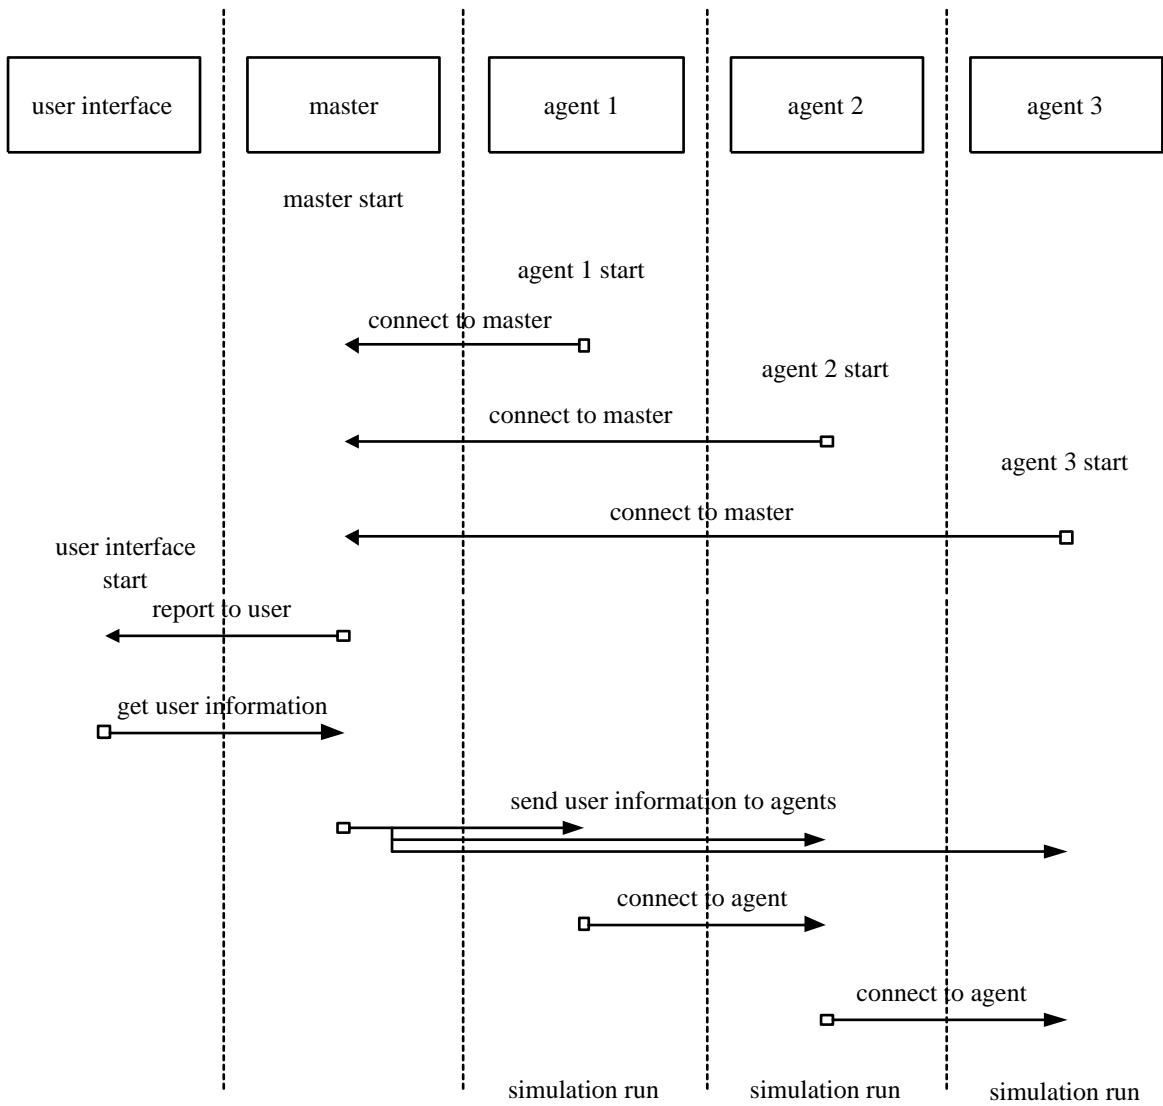 user interface
master
agent 1
agent 2
agent 3
master start
agent 1 start
connect to master
agent 2 start
connect to master
agent 3 start
connect to master
user interface
start
report to user
get user information
send user information to agents
connect to agent
connect to agent
simulation run
simulation run
simulation run